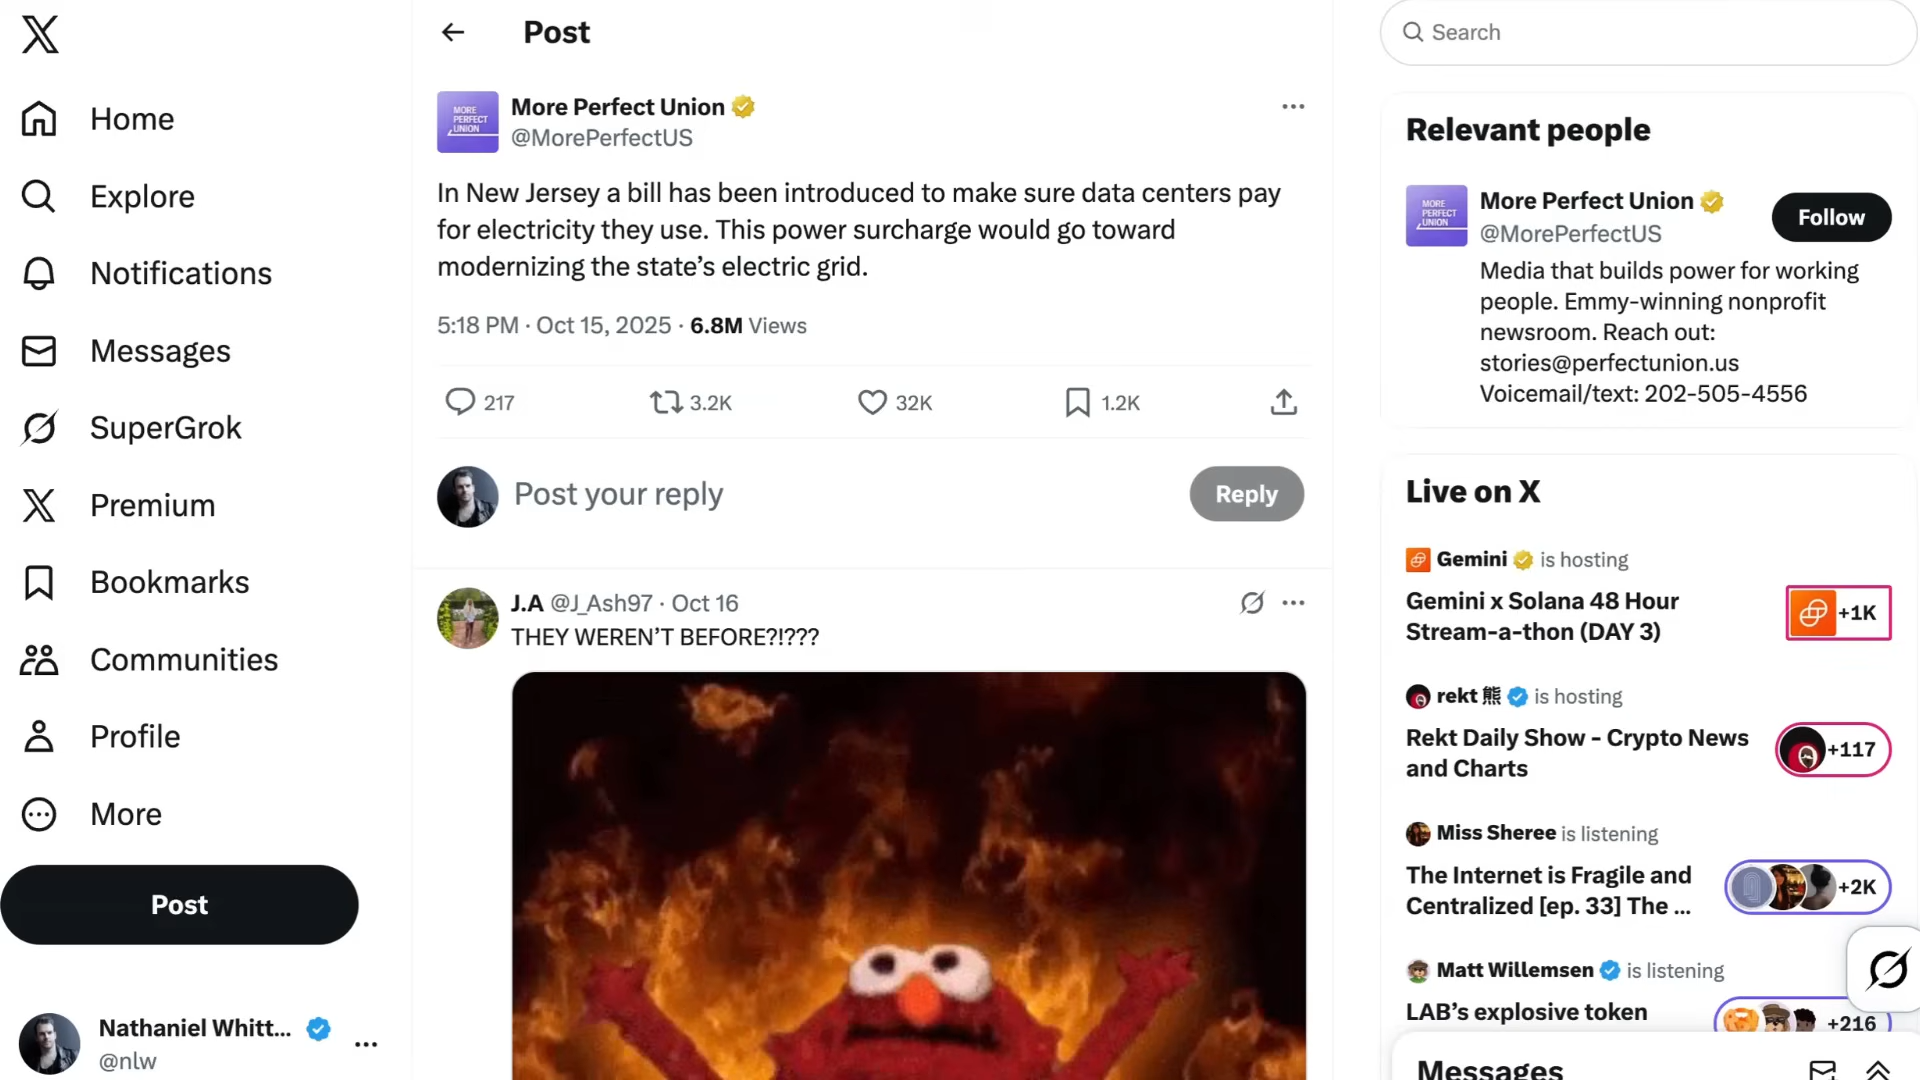 Home
Explore
Notifications
Messages
SuperGrok
Premium
Bookmarks
Communities
Profile
More
Post
Nathaniel Whitt...
@nlw
Post
MORE
PERFECT
UNION
More Perfect Union
@MorePerfectUS
In New Jersey a bill has been introduced to make sure data centers pay
for electricity they use. This power surcharge would go toward
modernizing the state’s electric grid.
5:18 PM · Oct 15, 2025 · 6.8M Views
217
3.2K
32K
1.2K
Post your reply
Reply
J.A @J_Ash97 · Oct 16
THEY WEREN’T BEFORE?!???
Search
Relevant people
MORE
PERFECT
UNION
More Perfect Union
@MorePerfectUS
Follow
Media that builds power for working
people. Emmy-winning nonprofit
newsroom. Reach out:
stories@perfectunion.us
Voicemail/text: 202-505-4556
Live on X
Gemini is hosting
Gemini x Solana 48 Hour
Stream-a-thon (DAY 3)
+1K
rekt 熊 is hosting
Rekt Daily Show - Crypto News
and Charts
+117
Miss Sheree is listening
The Internet is Fragile and
Centralized [ep. 33] The ...
+2K
Matt Willemsen is listening
LAB’s explosive token
+216
Messages